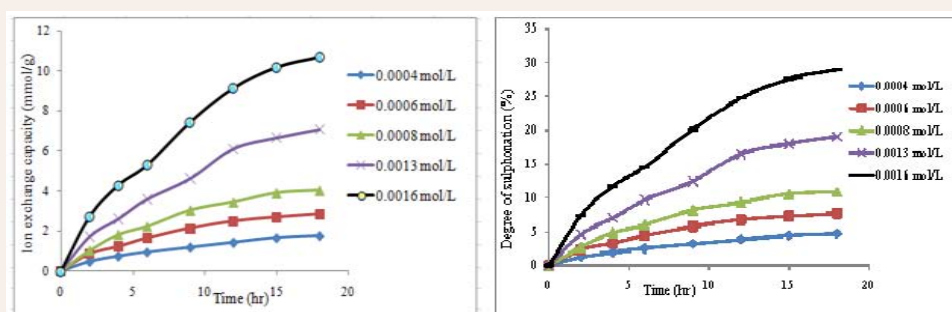 Ion exchange capacity (mmol/g)
12
10
8
6
4
2
0
0
5
10
15
20
Time (hr)
0.0004 mol/L
0.0006 mol/L
0.0008 mol/L
0.0013 mol/L
0.0016 mol/L
Degree of sulphonation (%)
35
30
25
20
15
10
5
0
0
5
10
15
20
Time (hr)
0.0004 mol/L
0.0006 mol/L
0.0008 mol/L
0.0013 mol/L
0.0016 mol/L